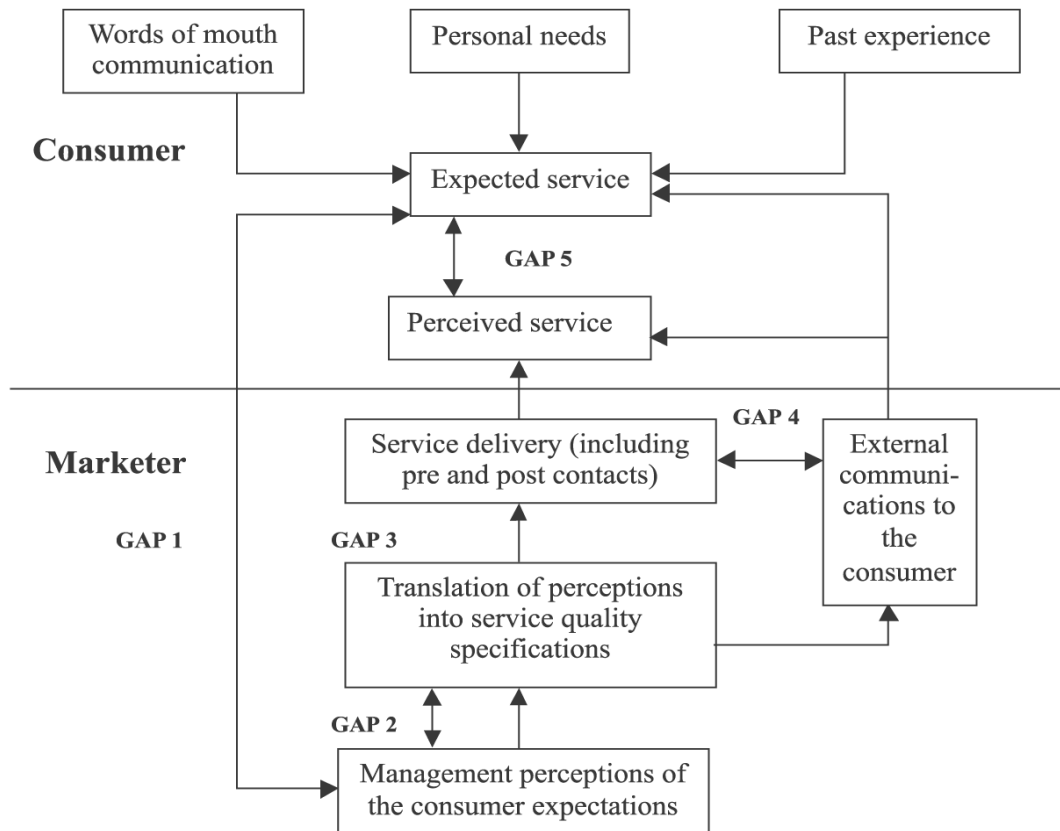 Words of mouth
communication
Personal needs
Past experience
Consumer
Expected service
GAP 5
Perceived service
GAP 4
Marketer
Service delivery (including
pre and post contacts)
External
communi-
cations to
the
consumer
GAP 1
GAP 3
Translation of perceptions
into service quality
specifications
GAP 2
Management perceptions of
the consumer expectations